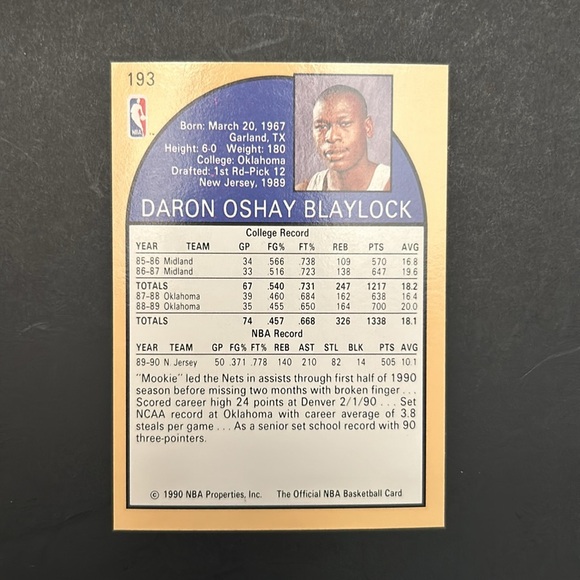 193
NBA
Born: March 20, 1967
Garland, TX
Height: 6-0 Weight: 180
College: Oklahoma
Drafted: 1st Rd-Pick 12
New Jersey, 1989
DARON OSHAY BLAYLOCK
College Record
YEAR TEAM GP FG% FT% REB PTS AVG
85-86 Midland 34 .566 .738 109 570 16.8
86-87 Midland 33 .516 .723 138 647 19.6
TOTALS 67 .540 .731 247 1217 18.2
87-88 Oklahoma 39 .460 .684 162 638 16.4
88-89 Oklahoma 35 .455 .650 164 700 20.0
TOTALS 74 .457 .668 326 1338 18.1
NBA Record
YEAR TEAM GP FG% FT% REB AST STL BLK PTS AVG
89-90 N. Jersey 50 .371 .778 140 210 82 14 505 10.1
"Mookie" led the Nets in assists through first half of 1990
season before missing two months with broken finger . . .
Scored career high 24 points at Denver 2/1/90 . . . Set
NCAA record at Oklahoma with career average of 3.8
steals per game . . . As a senior set school record with 90
three-pointers.
© 1990 NBA Properties, Inc. The Official NBA Basketball Card